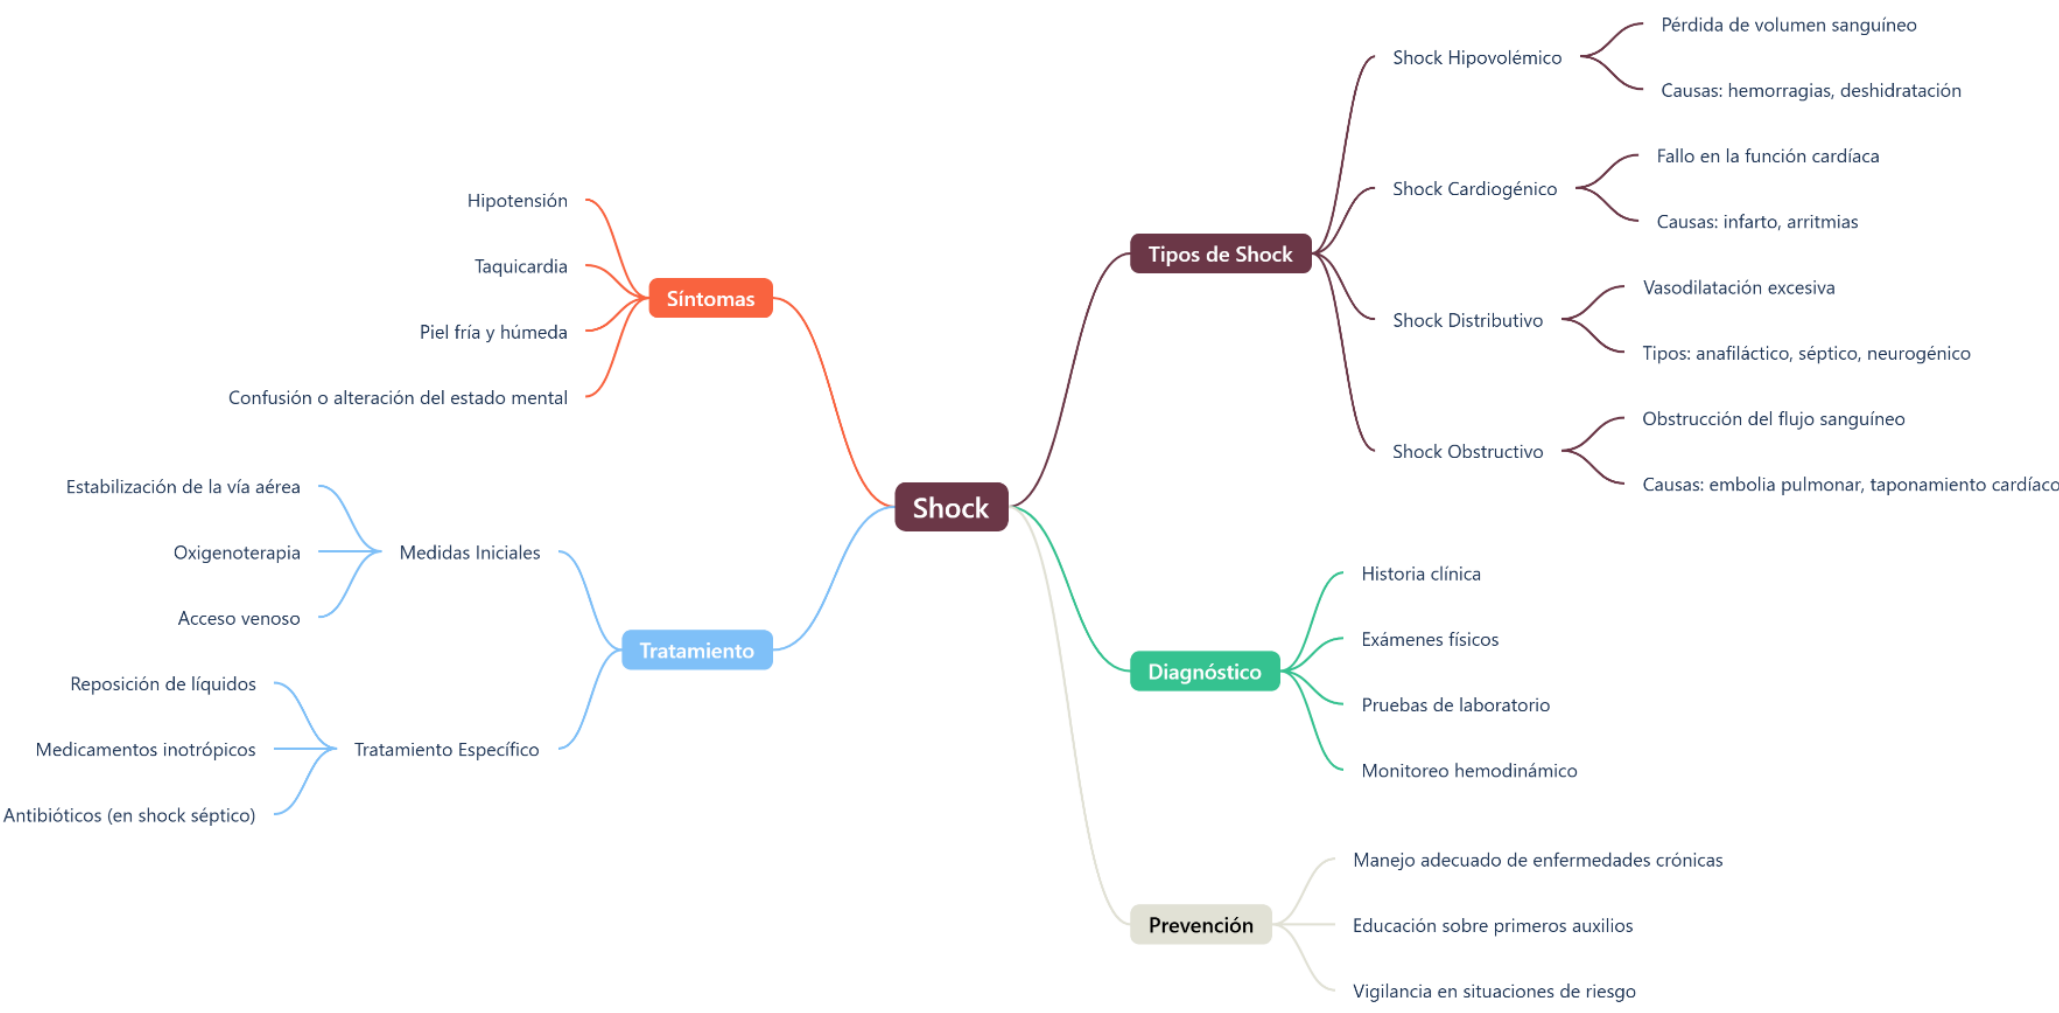 Shock
Tipos de Shock
Shock Hipovolémico
Pérdida de volumen sanguíneo
Causas: hemorragias, deshidratación
Shock Cardiogénico
Fallo en la función cardíaca
Causas: infarto, arritmias
Shock Distributivo
Vasodilatación excesiva
Tipos: anafiláctico, séptico, neurogénico
Shock Obstructivo
Obstrucción del flujo sanguíneo
Causas: embolia pulmonar, taponamiento cardíaco
Diagnóstico
Historia clínica
Exámenes físicos
Pruebas de laboratorio
Monitoreo hemodinámico
Prevención
Manejo adecuado de enfermedades crónicas
Educación sobre primeros auxilios
Vigilancia en situaciones de riesgo
Síntomas
Hipotensión
Taquicardia
Piel fría y húmeda
Confusión o alteración del estado mental
Tratamiento
Medidas Iniciales
Estabilización de la vía aérea
Oxigenoterapia
Acceso venoso
Tratamiento Específico
Reposición de líquidos
Medicamentos inotrópicos
Antibióticos (en shock séptico)